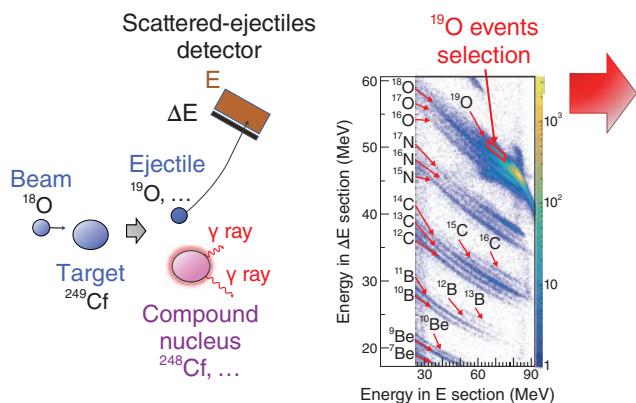 Scattered-ejectiles
detector
E
ΔE
Beam
¹⁸O
Ejectile
¹⁹O, …
Target
²⁴⁹Cf
γ ray
γ ray
Compound
nucleus
²⁴⁸Cf, …
¹⁹O events
selection
Energy in ΔE section (MeV)
60
50
40
30
20
¹⁸O
¹⁷O
¹⁶O
¹⁹O
¹⁷N
¹⁶N
¹⁵N
¹⁴C
¹³C
¹²C
¹⁵C
¹⁶C
¹¹B
¹⁰B
¹²B
¹³B
⁹Be
⁷Be
¹⁰Be
30 50 70 90
Energy in E section (MeV)
10³
10²
10
1